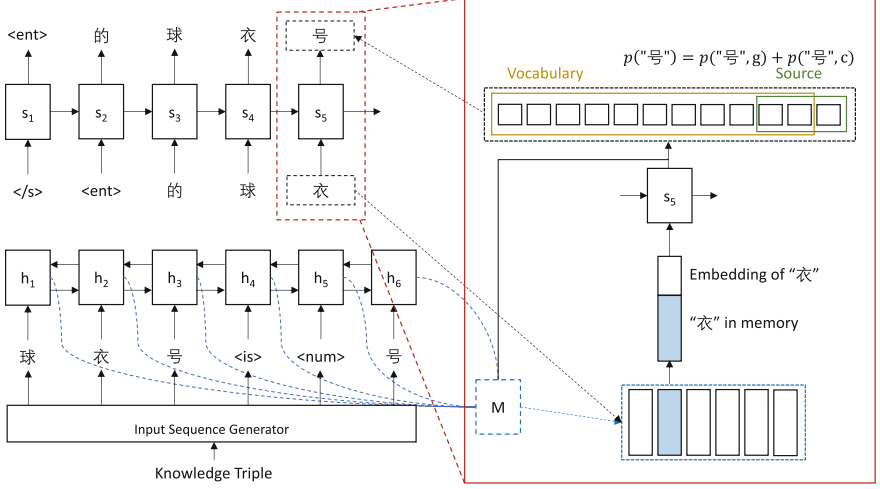 <ent> 的 球 衣 号
s1 s2 s3 s4 s5
</s> <ent> 的 球 衣
h1 h2 h3 h4 h5 h6
球 衣 号 <is> <num> 号
Input Sequence Generator
Knowledge Triple
M
p("号") = p("号", g) + p("号", c)
Vocabulary Source
s5
Embedding of “衣”
“衣” in memory